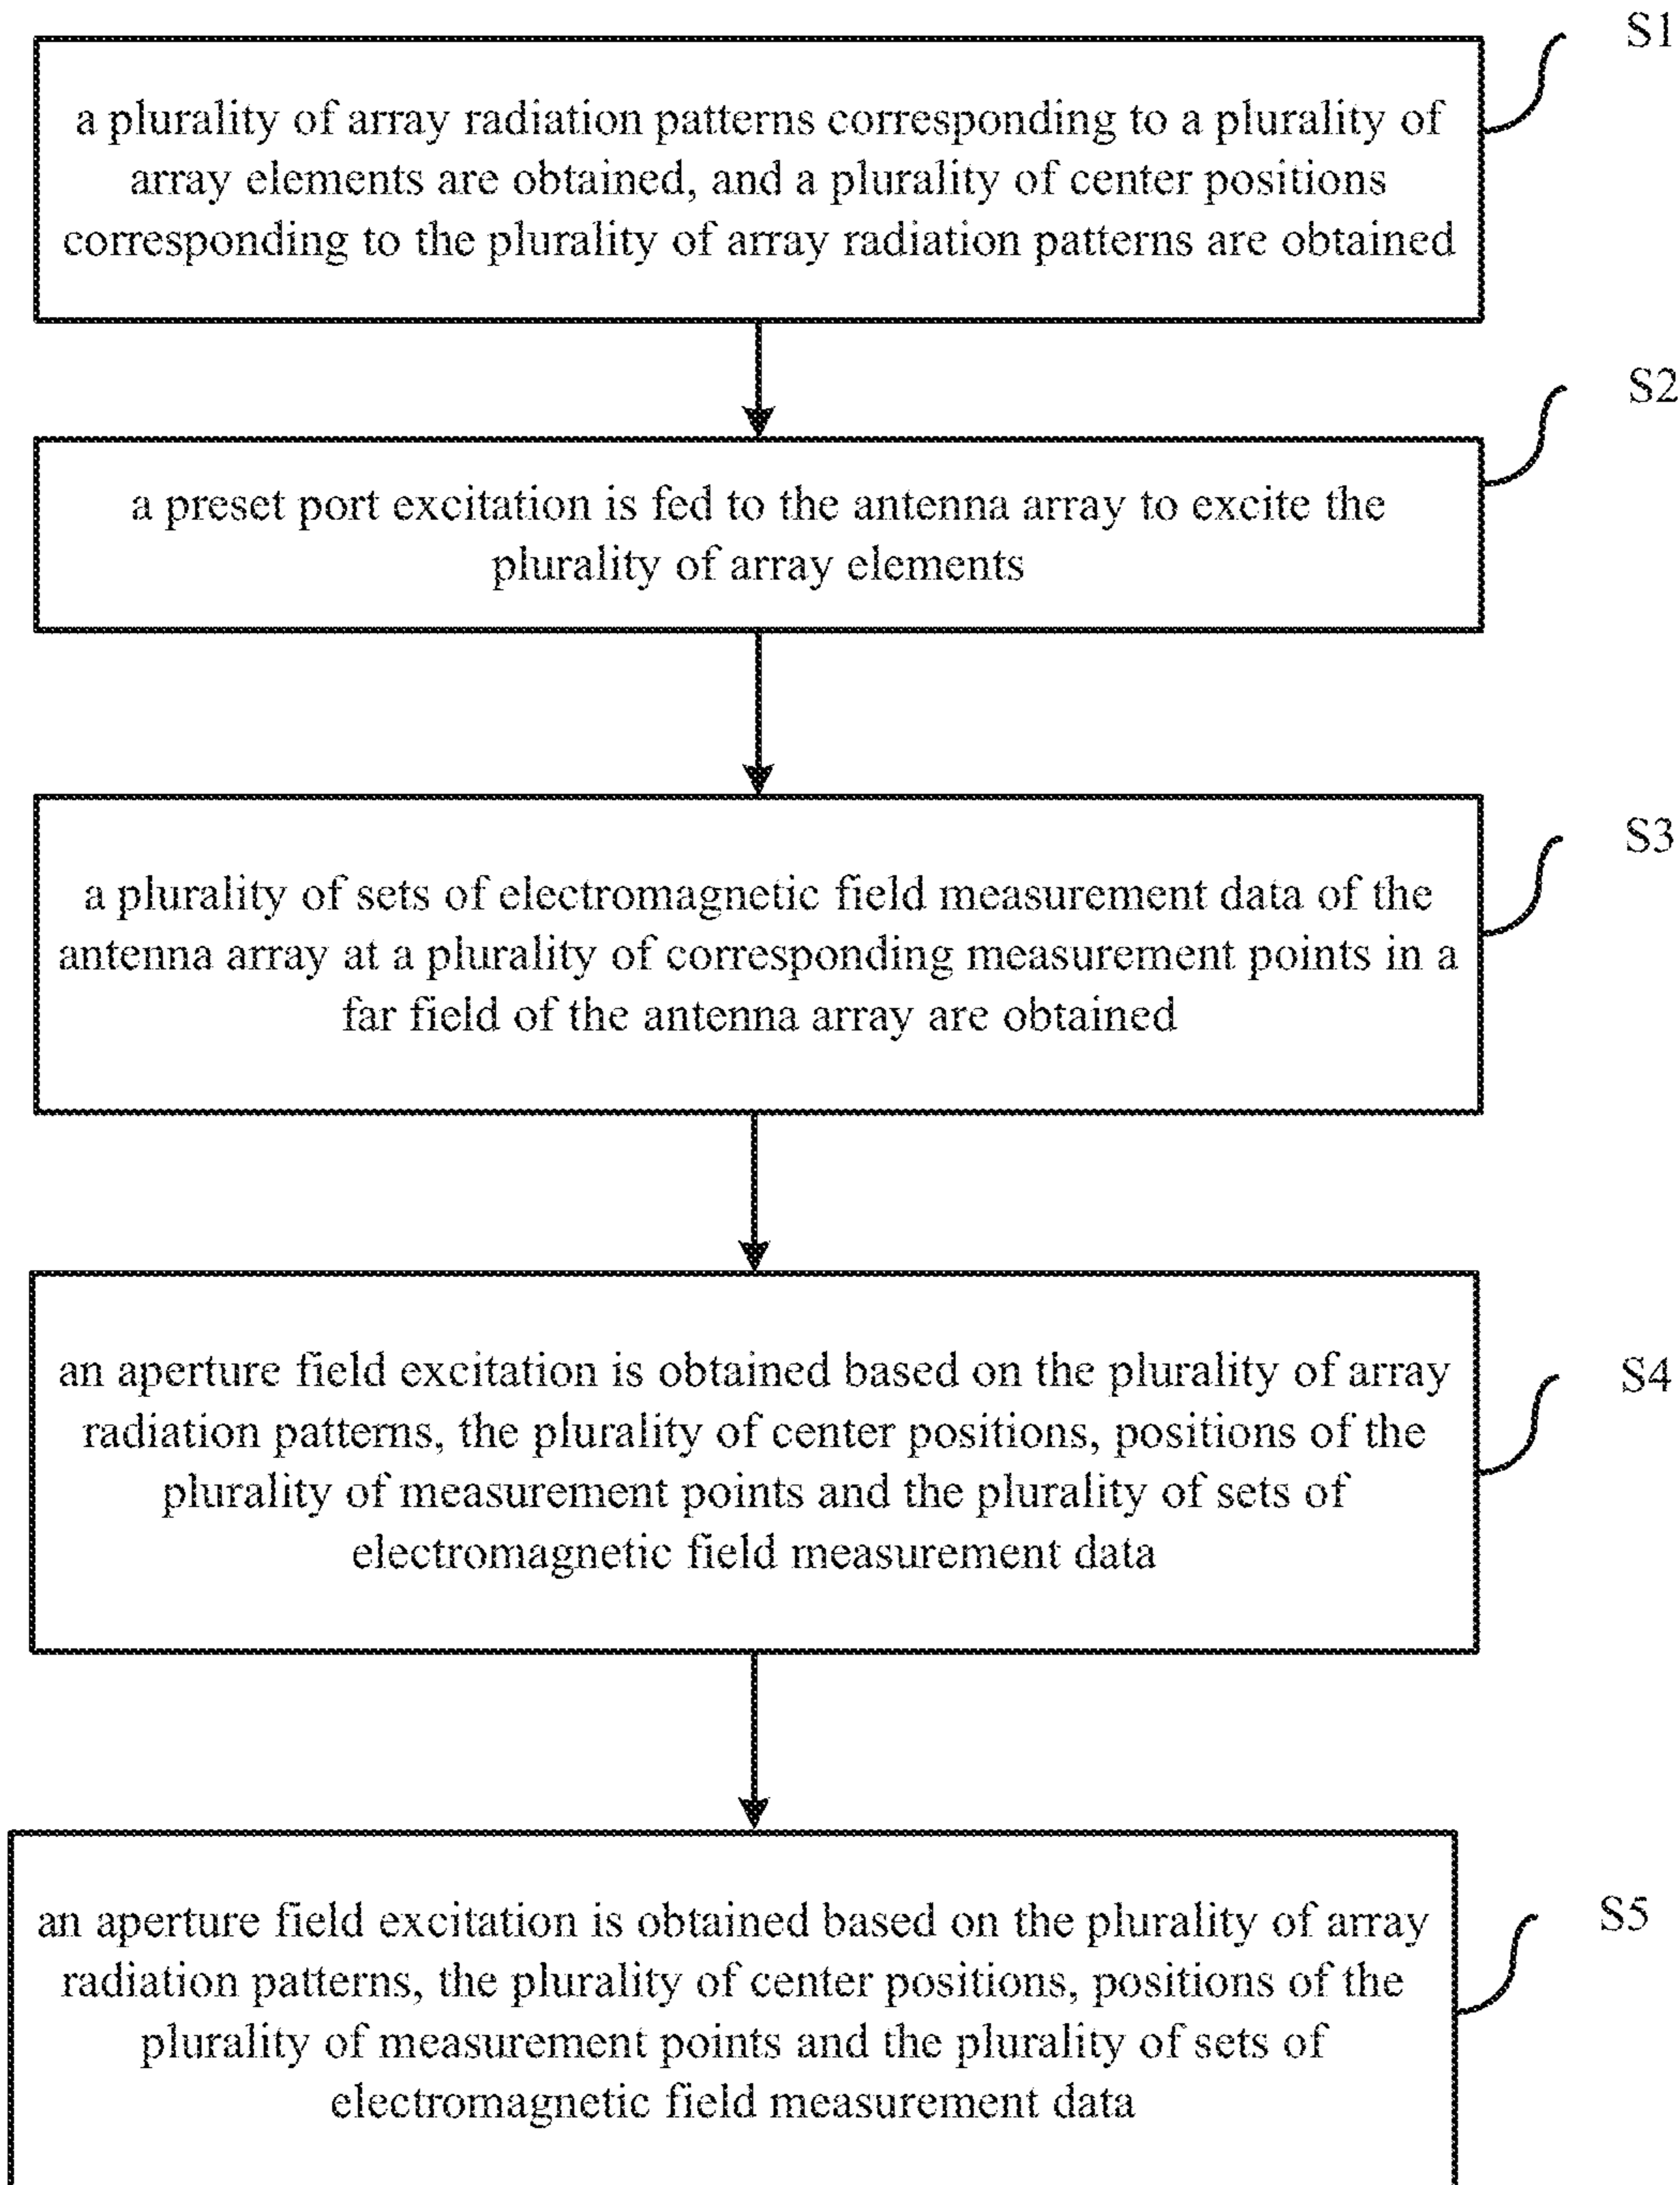 S1
a plurality of array radiation patterns corresponding to a plurality of
array elements are obtained, and a plurality of center positions
corresponding to the plurality of array radiation patterns are obtained
S2
a preset port excitation is fed to the antenna array to excite the
plurality of array elements
S3
a plurality of sets of electromagnetic field measurement data of the
antenna array at a plurality of corresponding measurement points in a
far field of the antenna array are obtained
S4
an aperture field excitation is obtained based on the plurality of array
radiation patterns, the plurality of center positions, positions of the
plurality of measurement points and the plurality of sets of
electromagnetic field measurement data
S5
an aperture field excitation is obtained based on the plurality of array
radiation patterns, the plurality of center positions, positions of the
plurality of measurement points and the plurality of sets of
electromagnetic field measurement data